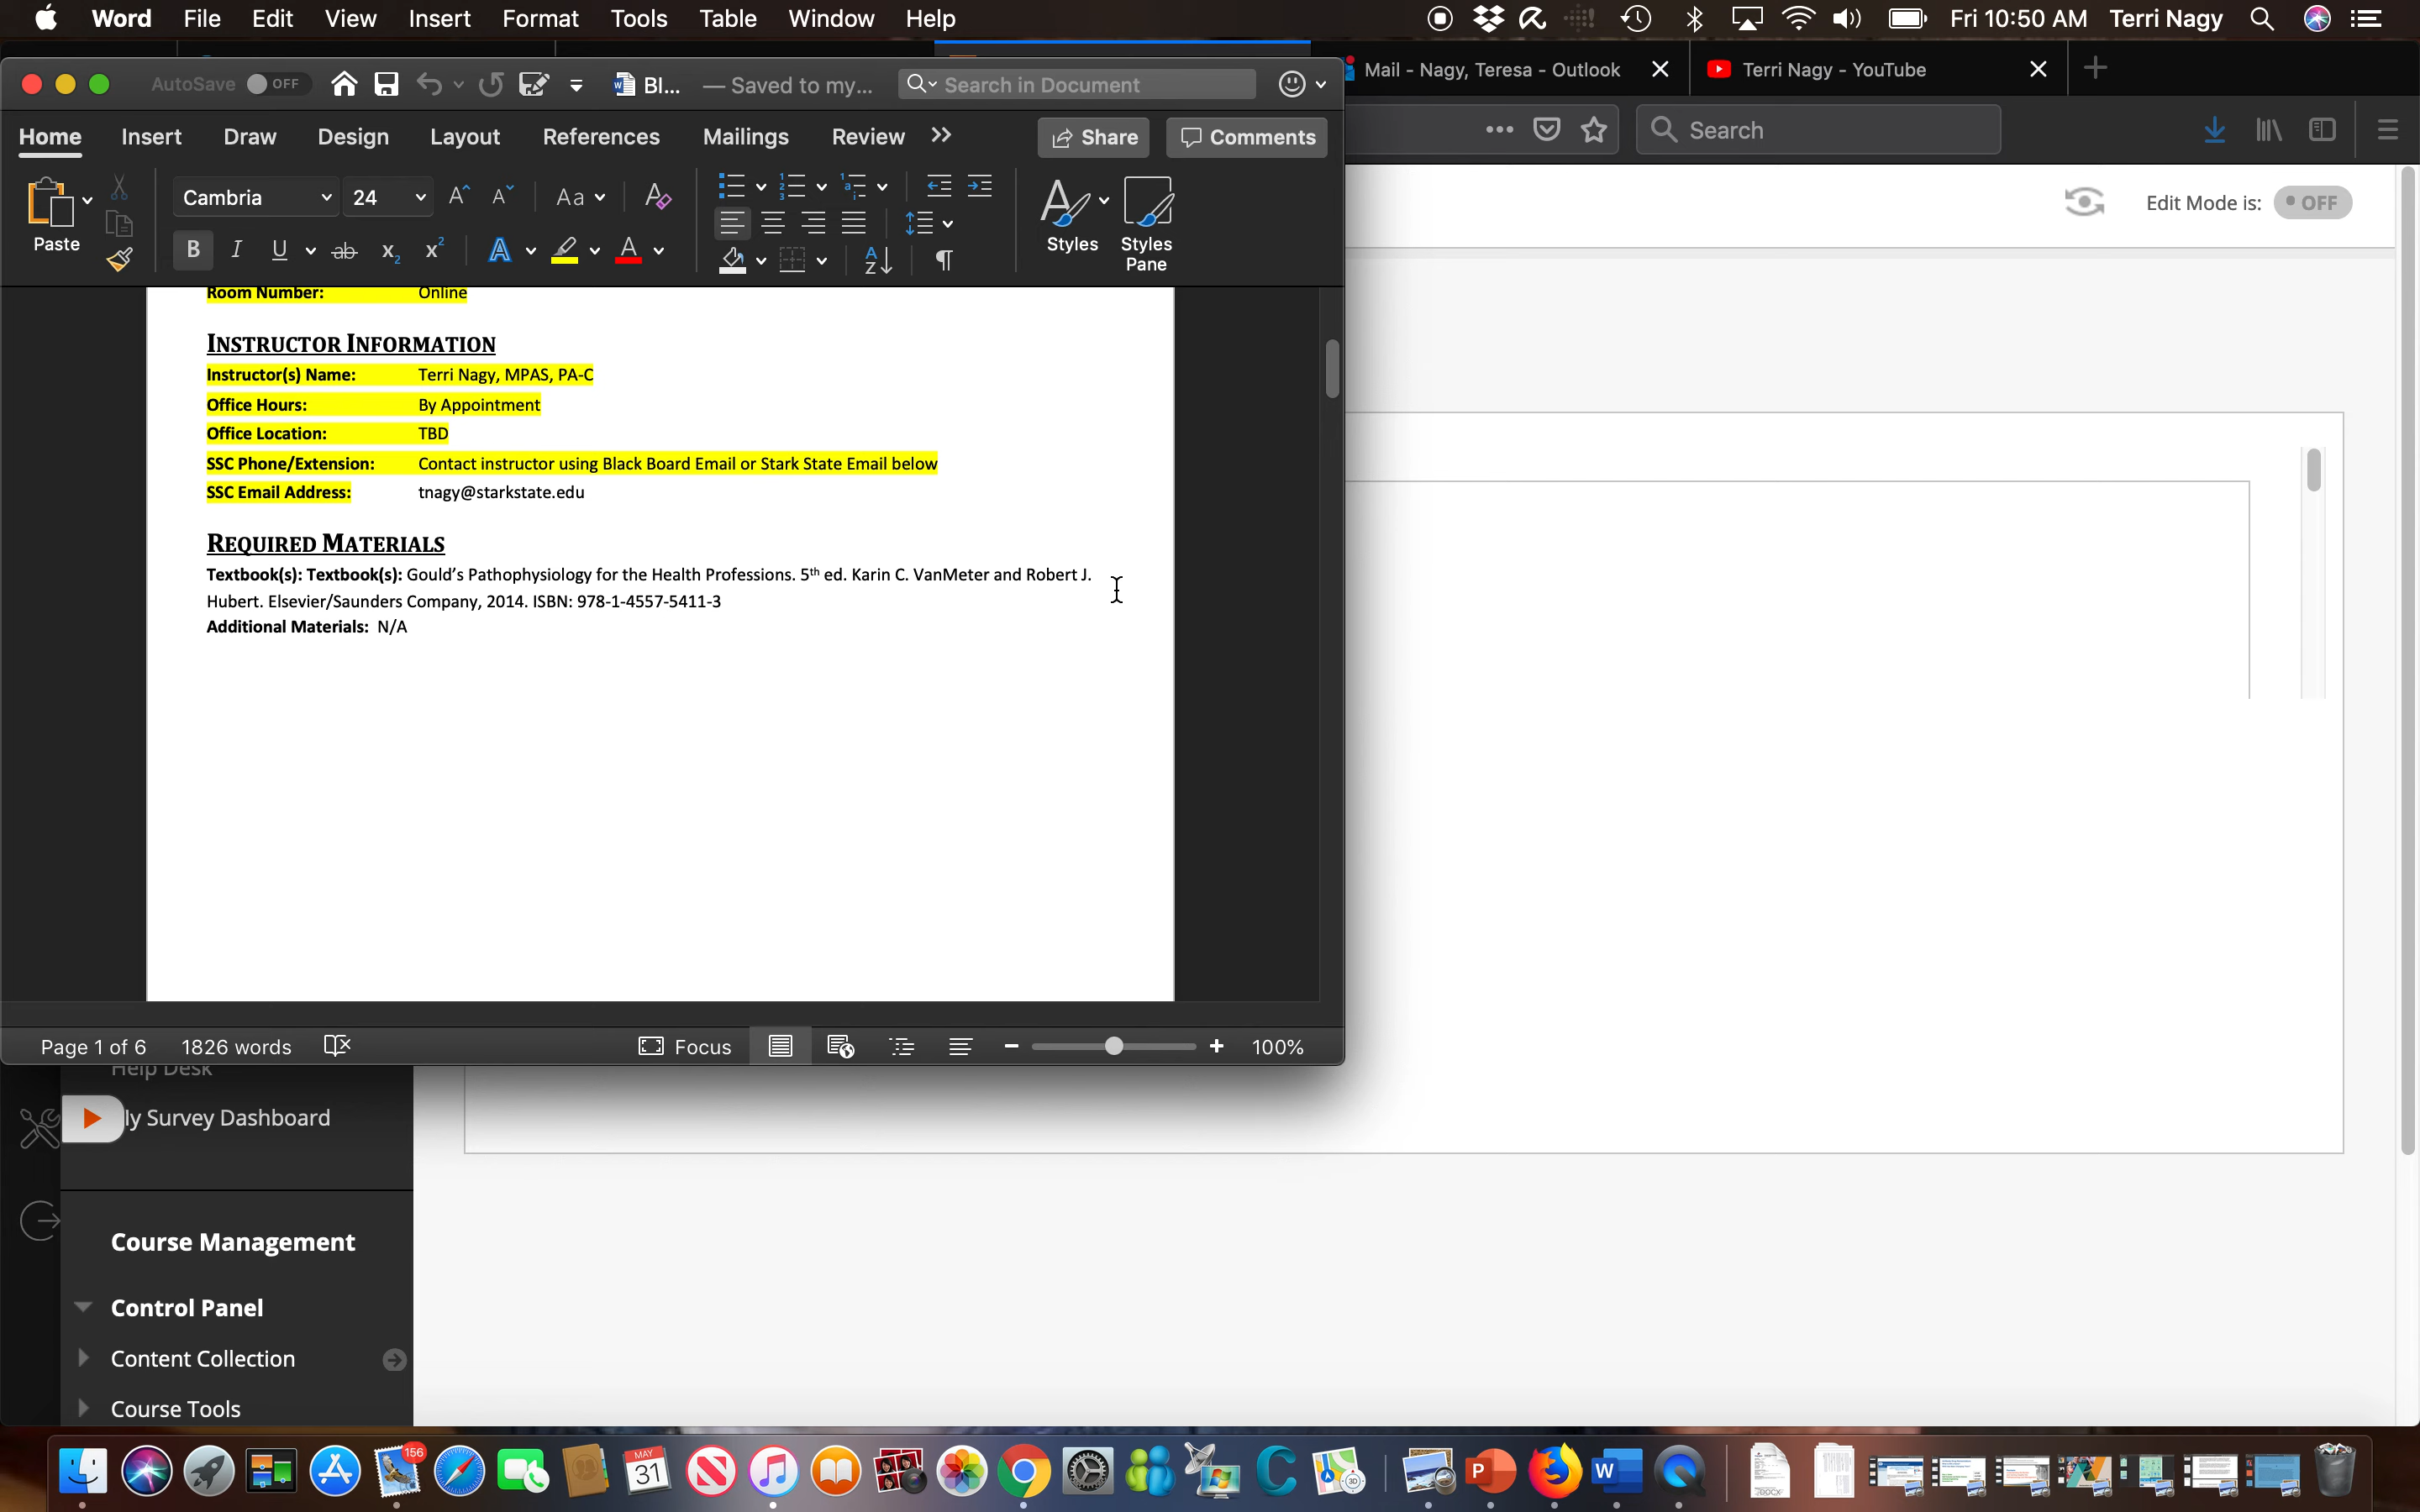 Word File Edit View Insert Format Tools Table Window Help Fri 10:50 AM Terri Nagy
Mail - Nagy, Teresa - Outlook Terri Nagy - YouTube
AutoSave OFF Bl... — Saved to my... Search in Document
Home Insert Draw Design Layout References Mailings Review Share Comments
Search
Paste Cambria 24 Styles Styles Pane
Edit Mode is: OFF
Room Number: Online
INSTRUCTOR INFORMATION
Instructor(s) Name: Terri Nagy, MPAS, PA-C
Office Hours: By Appointment
Office Location: TBD
SSC Phone/Extension: Contact instructor using Black Board Email or Stark State Email below
SSC Email Address: tnagy@starkstate.edu
REQUIRED MATERIALS
Textbook(s): Textbook(s): Gould's Pathophysiology for the Health Professions. 5th ed. Karin C. VanMeter and Robert J.
Hubert. Elsevier/Saunders Company, 2014. ISBN: 978-1-4557-5411-3
Additional Materials: N/A
Page 1 of 6 1826 words Focus 100%
Help Desk
ly Survey Dashboard
Course Management
Control Panel
Content Collection
Course Tools
156
MAY
31
DOCX